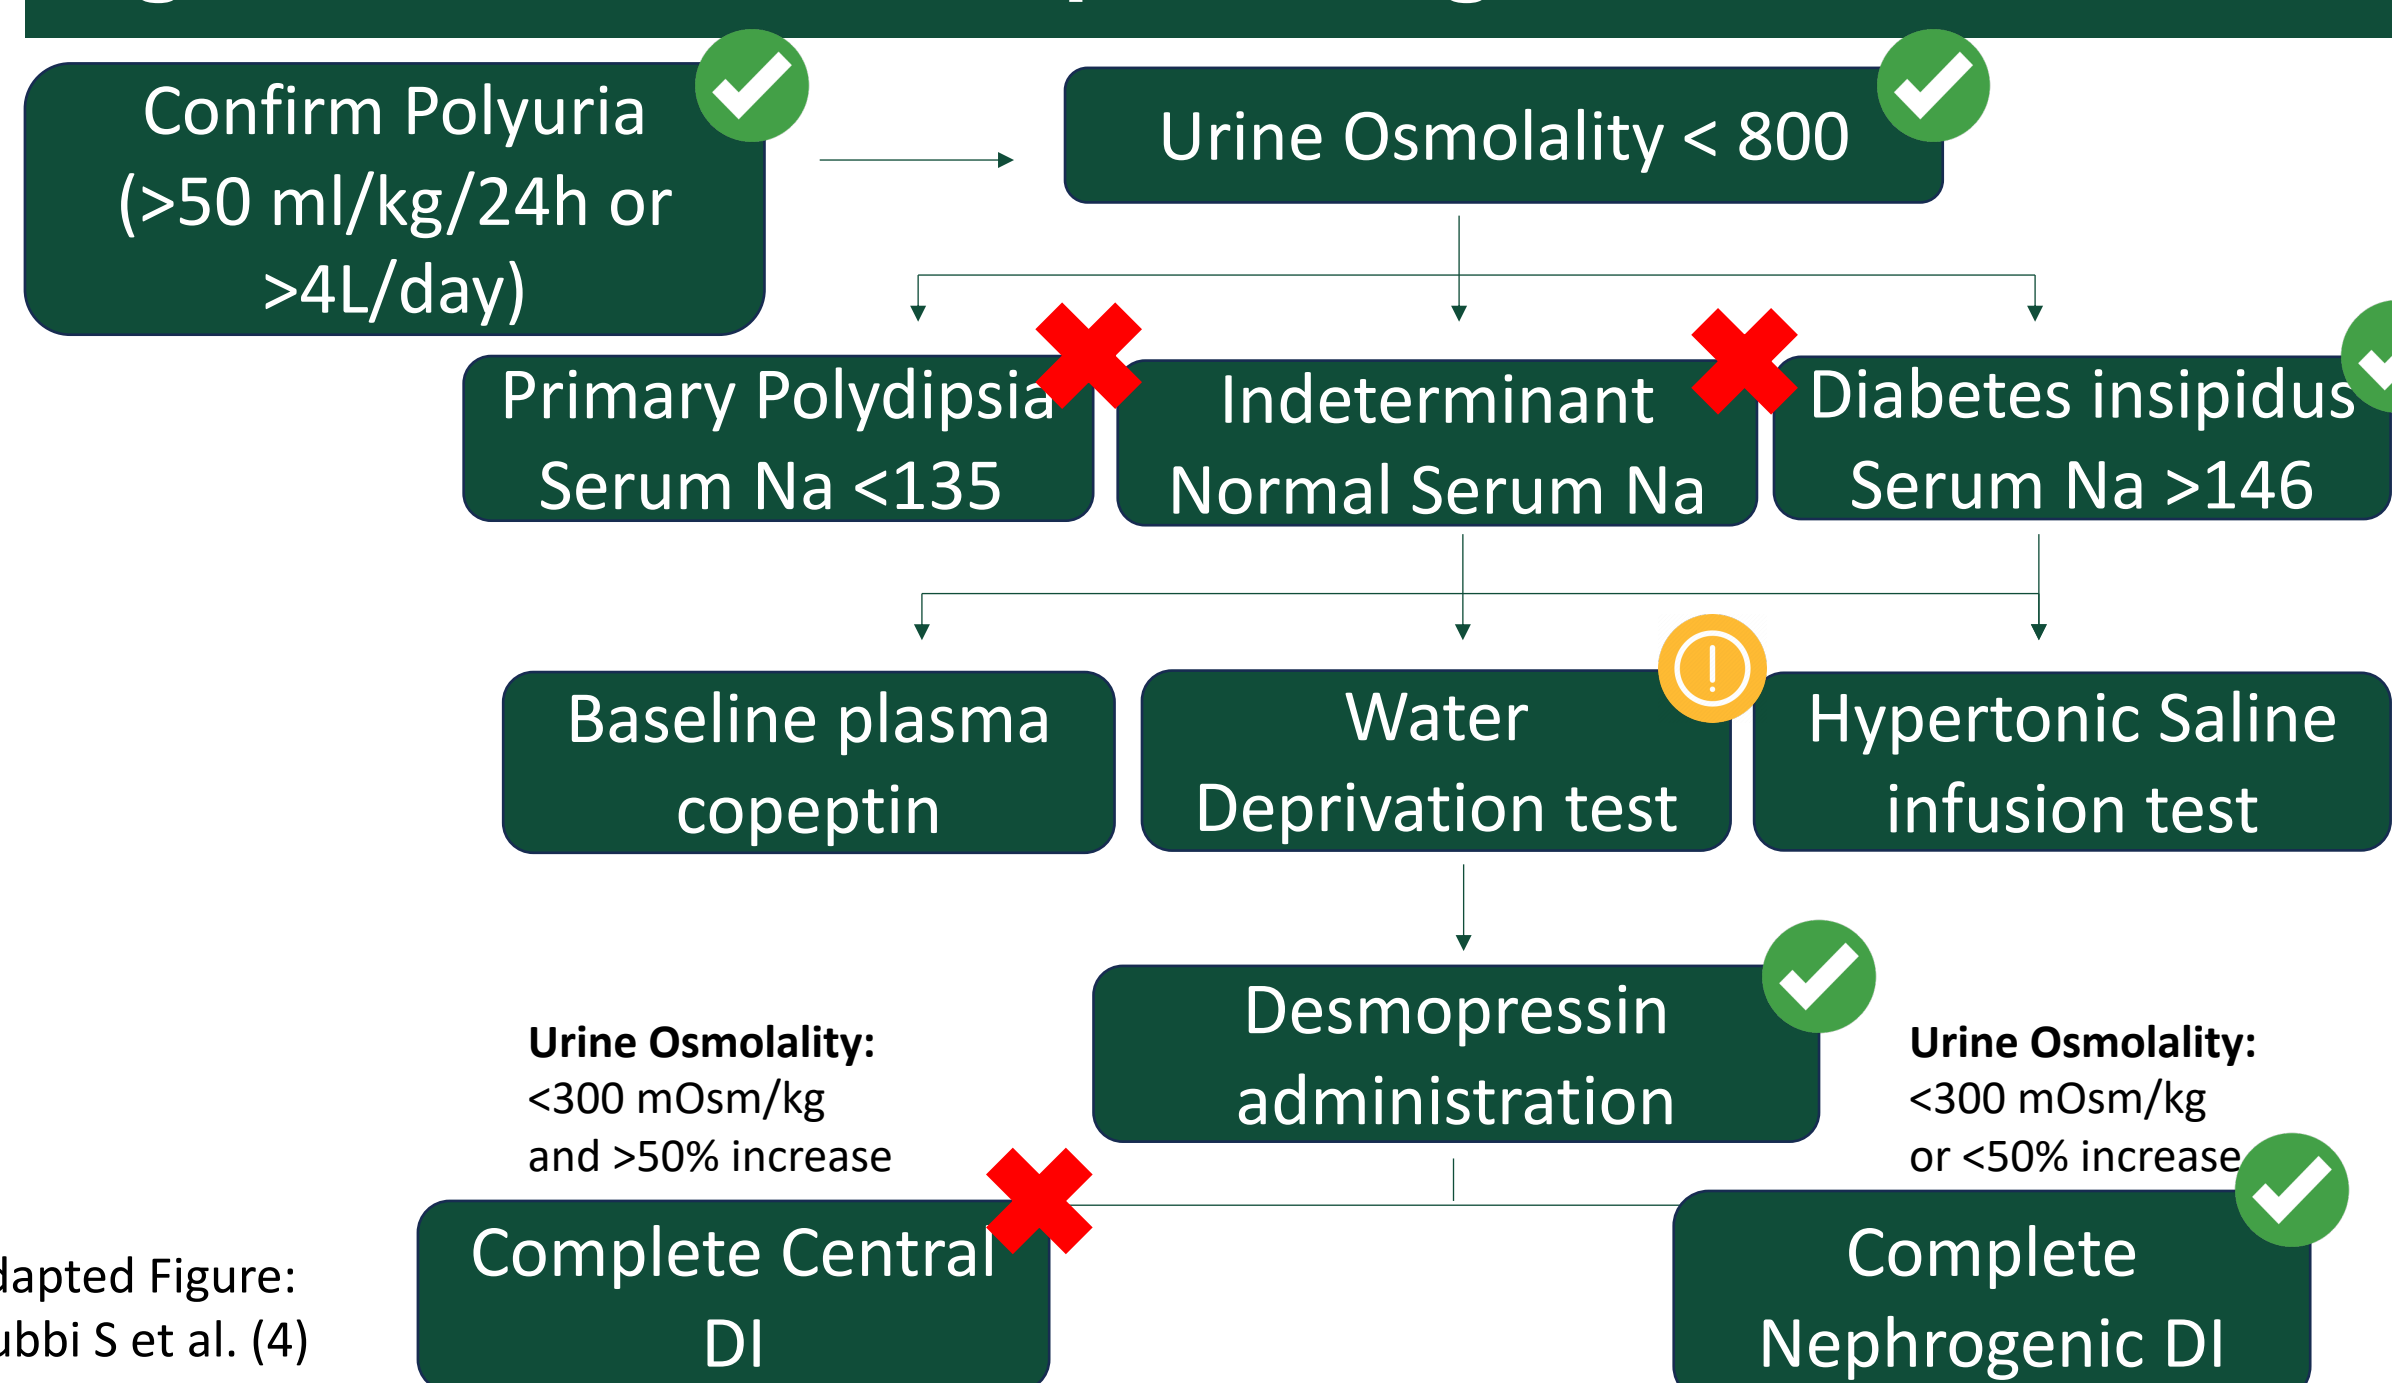 Confirm Polyuria
(>50 ml/kg/24h or
>4L/day)
Urine Osmolality < 800
Primary Polydipsia
Serum Na <135
Indeterminant
Normal Serum Na
Diabetes insipidus
Serum Na >146
Baseline plasma
copeptin
Water
Deprivation test
Hypertonic Saline
infusion test
Desmopressin
administration
Urine Osmolality:
<300 mOsm/kg
and >50% increase
Urine Osmolality:
<300 mOsm/kg
or <50% increase
Complete Central
DI
Complete
Nephrogenic DI
dapted Figure:
ubbi S et al. (4)